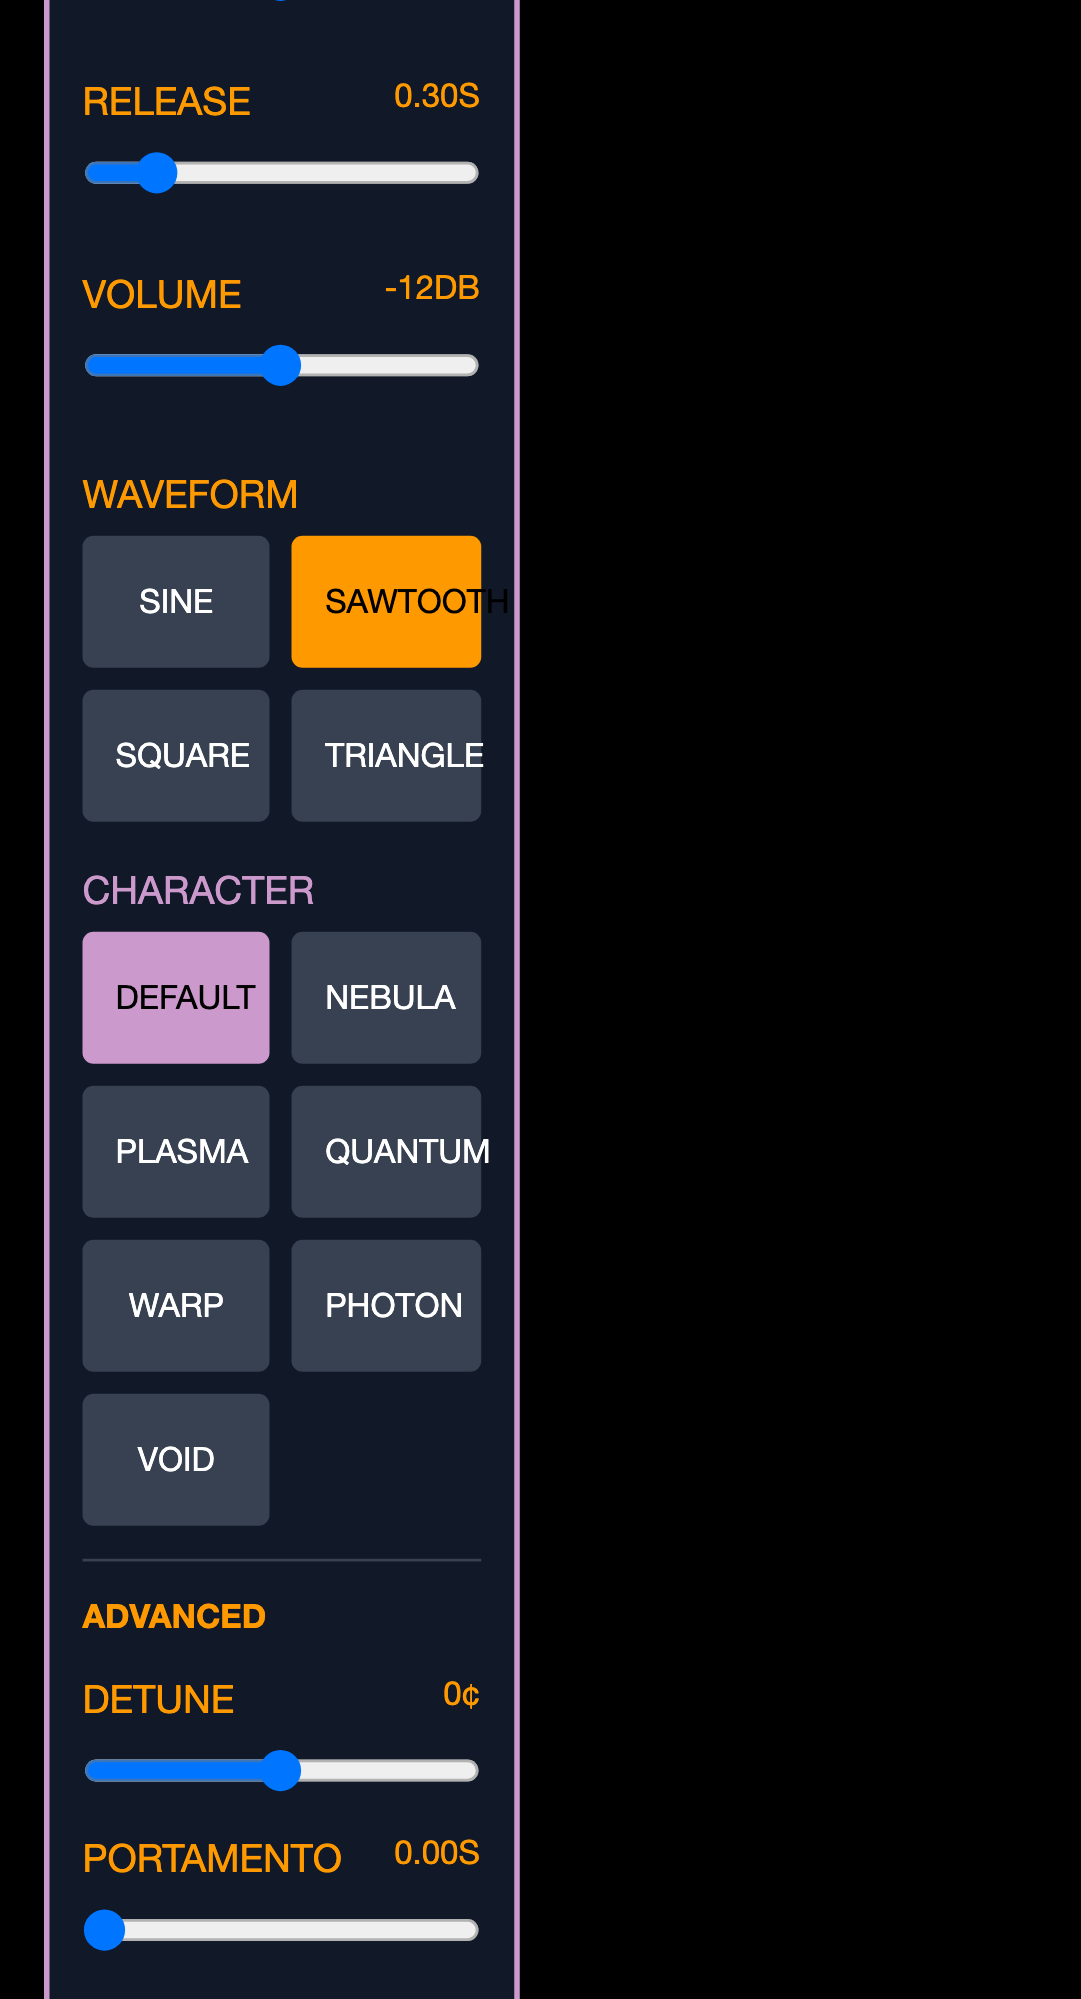 RELEASE 0.30S
VOLUME -12DB
WAVEFORM
SINE SAWTOOTH
SQUARE TRIANGLE
CHARACTER
DEFAULT NEBULA
PLASMA QUANTUM
WARP PHOTON
VOID
ADVANCED
DETUNE 0¢
PORTAMENTO 0.00S